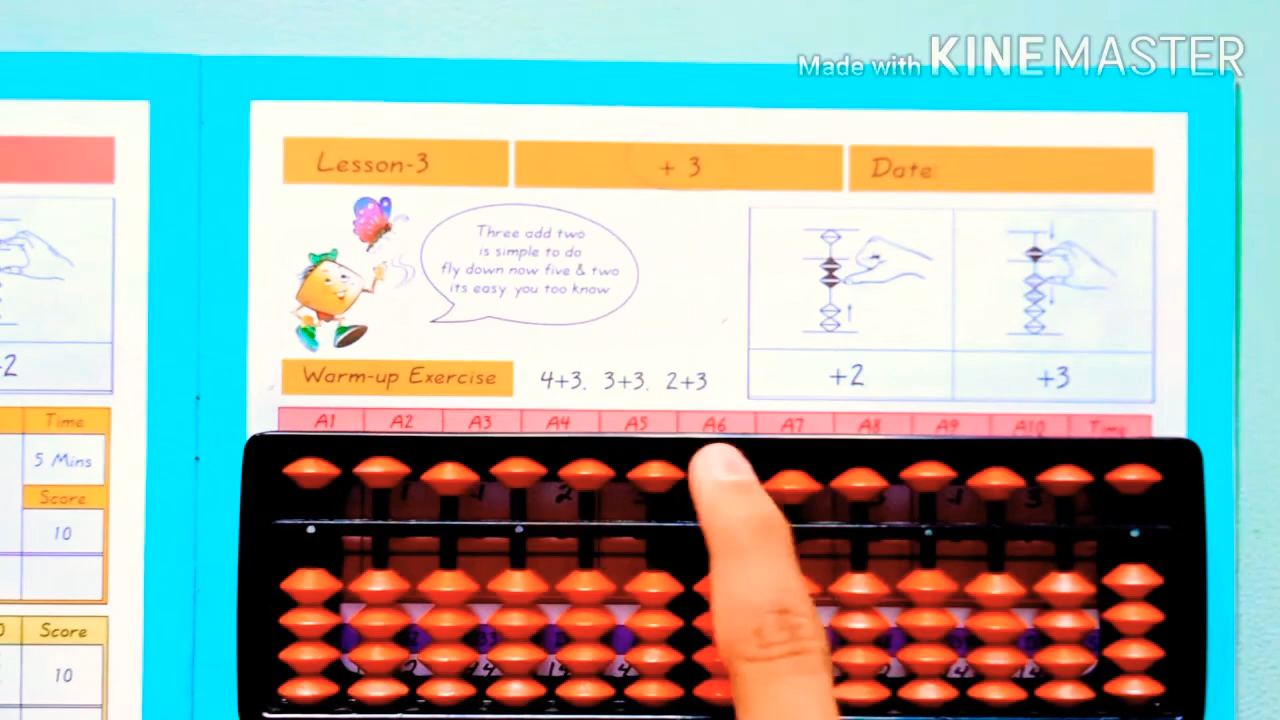 Made with KINEMASTER
Lesson-3
+ 3
Date
Three add two
is simple to do
fly down now five & two
its easy you too know
+2
+3
Warm-up Exercise
4+3, 3+3, 2+3
A1 A2 A3 A4 A5 A6 A7 A8 A9 A10 Time
Time
5 Mins
Score
10
Score
10